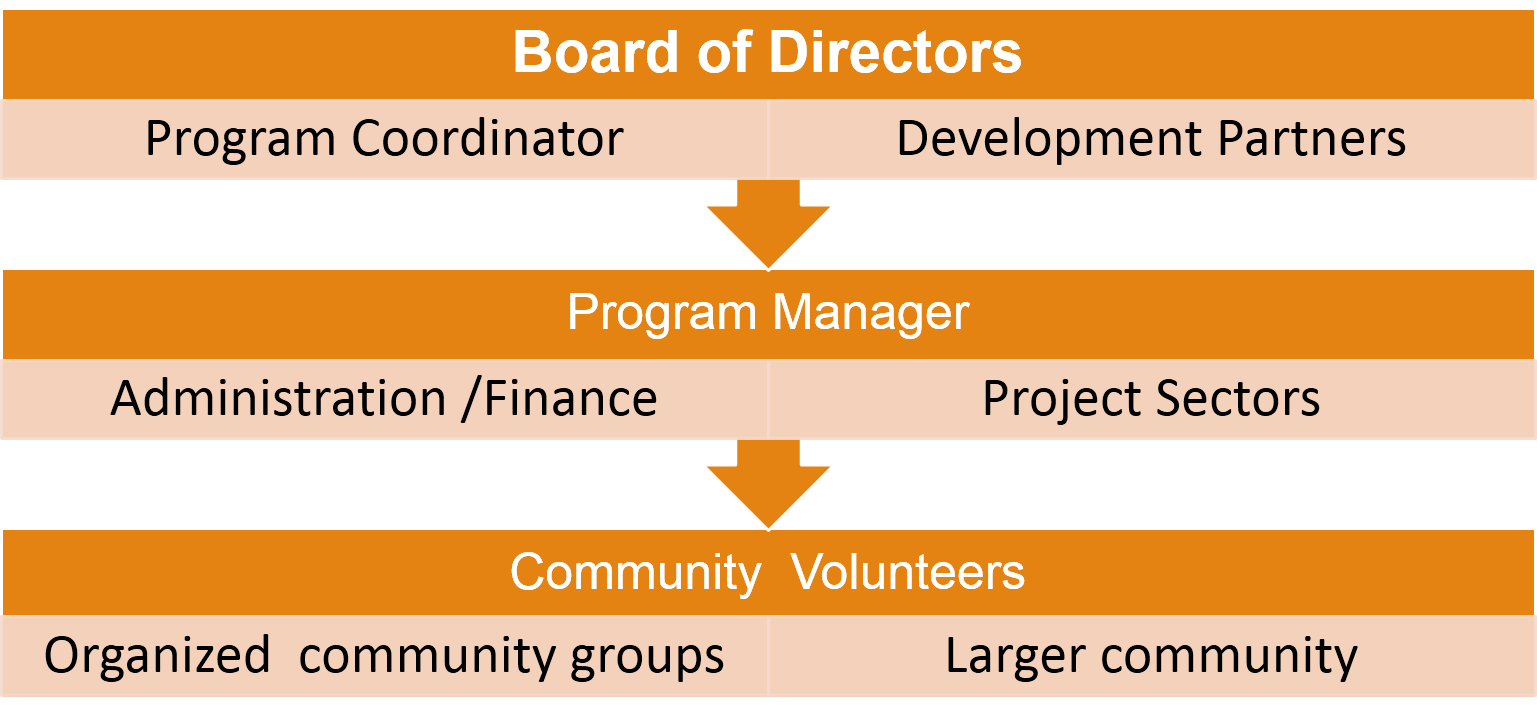 Board of Directors
Program Coordinator
Development Partners
Program Manager
Administration /Finance
Project Sectors
Community  Volunteers
Organized  community groups
Larger community